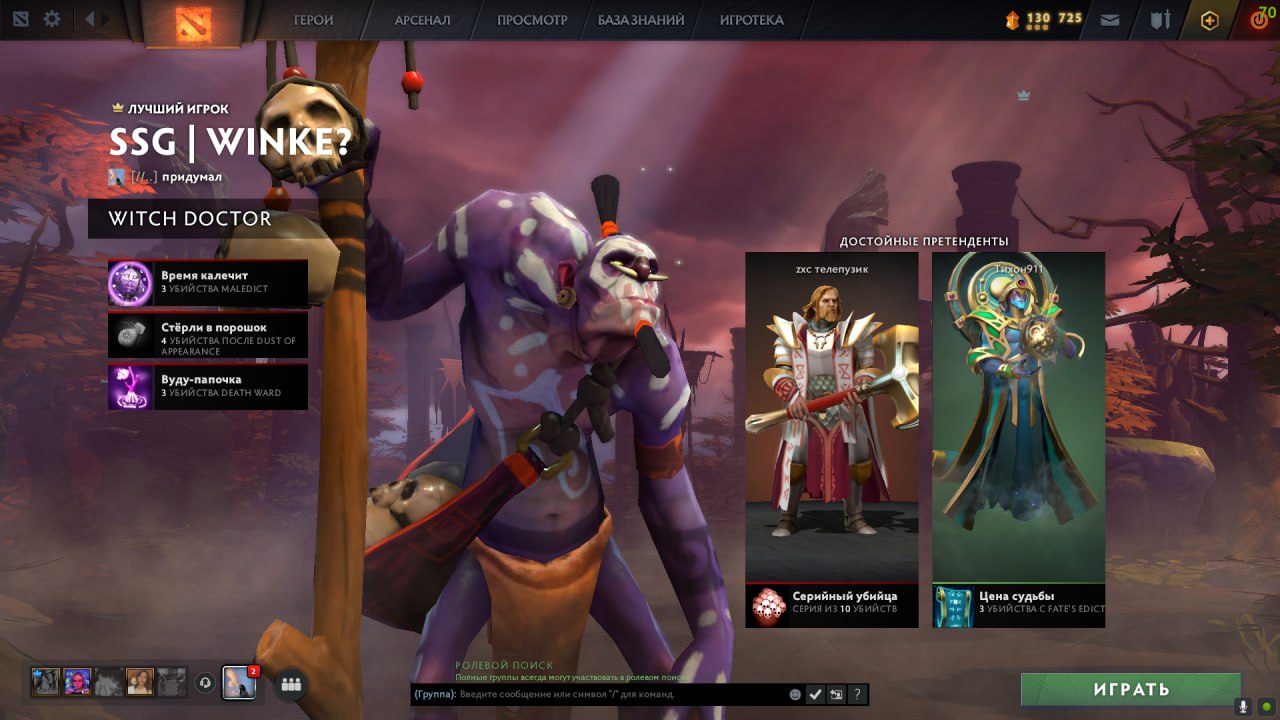 ГЕРОИ
АРСЕНАЛ
ПРОСМОТР
БАЗА ЗНАНИЙ
ИГРОТЕКА
130 725
70
ЛУЧШИЙ ИГРОК
SSG | WINKE?
[//..] придумал
WITCH DOCTOR
Время калечит
3 УБИЙСТВА MALEDICT
Стёрли в порошок
4 УБИЙСТВА ПОСЛЕ DUST OF
APPEARANCE
Вуду-папочка
3 УБИЙСТВА DEATH WARD
ДОСТОЙНЫЕ ПРЕТЕНДЕНТЫ
zxc телепузик
Тихон911
Серийный убийца
СЕРИЯ ИЗ 10 УБИЙСТВ
Цена судьбы
3 УБИЙСТВА С FATE'S EDICT
2
РОЛЕВОЙ ПОИСК
Полные группы всегда могут участвовать в ролевом поиске.
(Группа): Введите сообщение или символ "/" для команд.
?
ИГРАТЬ